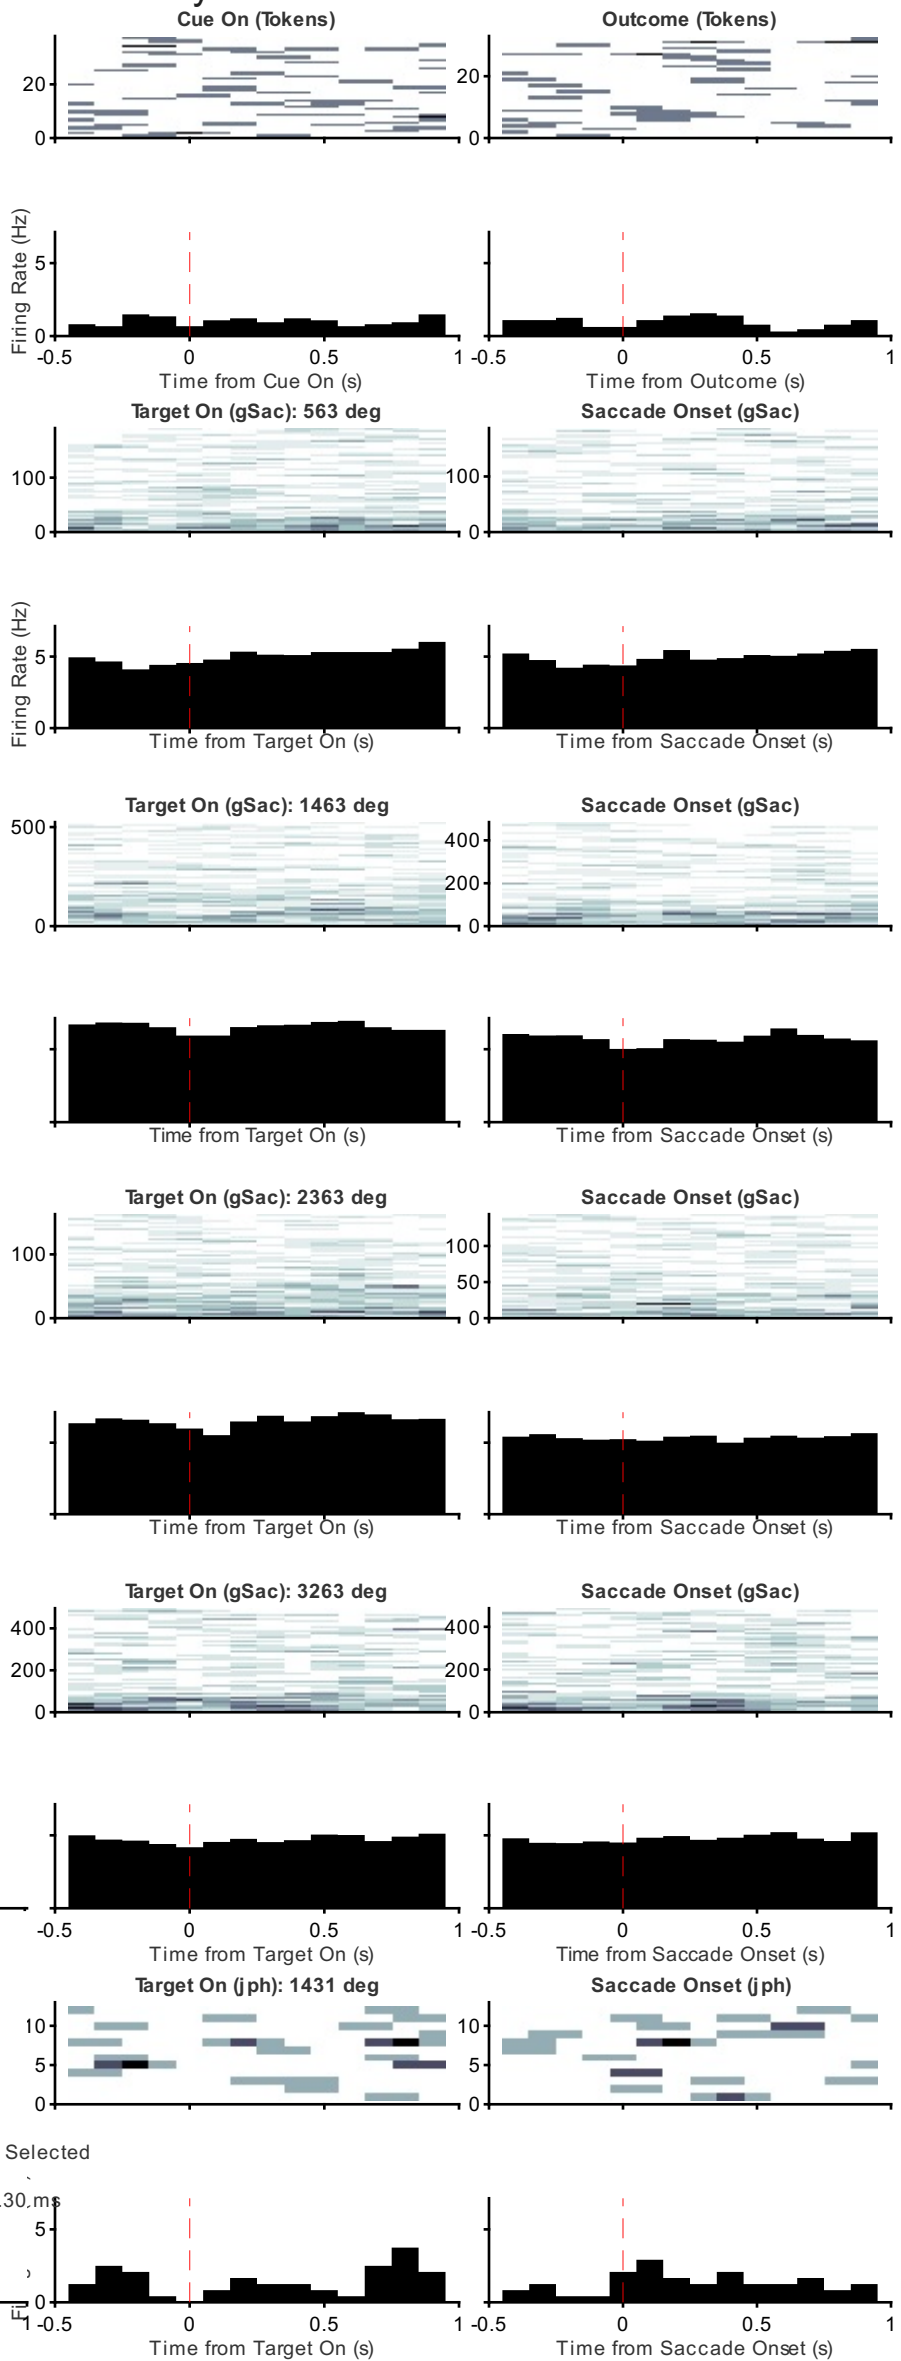 Cue On (Tokens) Outcome (Tokens)
20 20
0 0
Firing Rate (Hz)
5
0
-0.5 0 0.5 1 -0.5 0 0.5 1
Time from Cue On (s) Time from Outcome (s)
Target On (gSac): 563 deg Saccade Onset (gSac)
100 100
0 0
Firing Rate (Hz)
5
0
Time from Target On (s) Time from Saccade Onset (s)
Target On (gSac): 1463 deg Saccade Onset (gSac)
500 400
200
0 0
Time from Target On (s) Time from Saccade Onset (s)
Target On (gSac): 2363 deg Saccade Onset (gSac)
100 100
50
0 0
Time from Target On (s) Time from Saccade Onset (s)
Target On (gSac): 3263 deg Saccade Onset (gSac)
400 400
200 200
0 0
-0.5 0 0.5 1 -0.5 0 0.5 1
Time from Target On (s) Time from Saccade Onset (s)
Target On (jph): 1431 deg Saccade Onset (jph)
10 10
5 5
0 0
Selected
.30 ms
5
0
1 -0.5 0 0.5 1 -0.5 0 0.5 1
Time from Target On (s) Time from Saccade Onset (s)